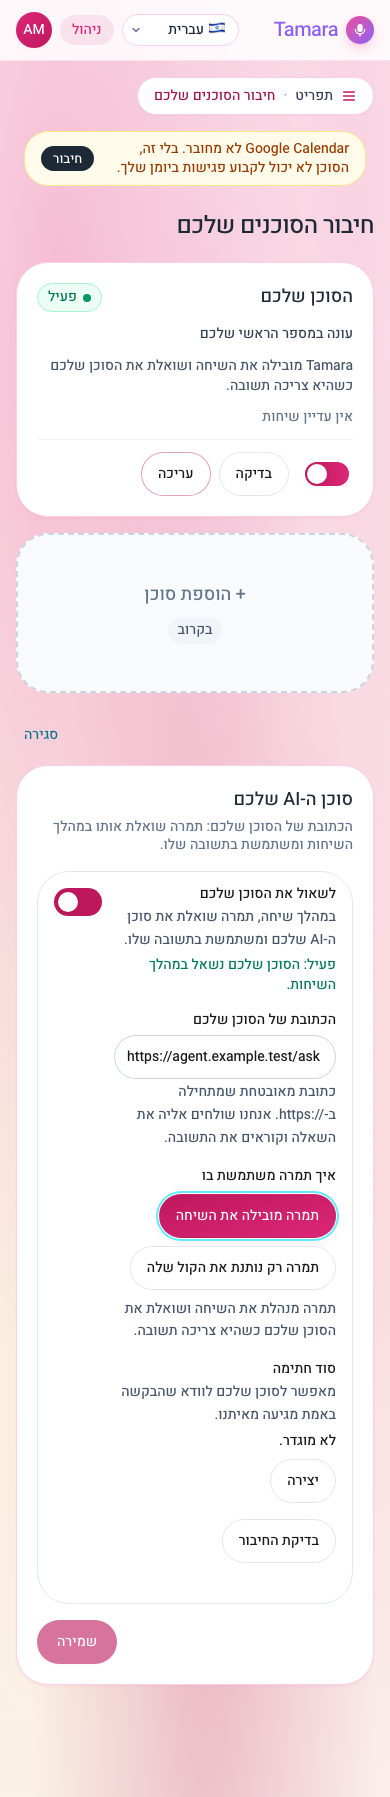 Tamara
עברית
ניהול
AM
תפריט · חיבור הסוכנים שלכם
Google Calendar לא מחובר. בלי זה,
הסוכן לא יכול לקבוע פגישות ביומן שלך.
חיבור
חיבור הסוכנים שלכם
הסוכן שלכם
פעיל
עונה במספר הראשי שלכם
Tamara מובילה את השיחה ושואלת את הסוכן שלכם
כשהיא צריכה תשובה.
אין עדיין שיחות
בדיקה
עריכה
+ הוספת סוכן
בקרוב
סגירה
סוכן ה-AI שלכם
הכתובת של הסוכן שלכם: תמרה שואלת אותו במהלך
השיחות ומשתמשת בתשובה שלו.
לשאול את הסוכן שלכם
במהלך שיחה, תמרה שואלת את סוכן
ה-AI שלכם ומשתמשת בתשובה שלו.
פעיל: הסוכן שלכם נשאל במהלך
השיחות.
הכתובת של הסוכן שלכם
https://agent.example.test/ask
כתובת מאובטחת שמתחילה
ב-https://. אנחנו שולחים אליה את
השאלה וקוראים את התשובה.
איך תמרה משתמשת בו
תמרה מובילה את השיחה
תמרה רק נותנת את הקול שלה
תמרה מנהלת את השיחה ושואלת את
הסוכן שלכם כשהיא צריכה תשובה.
סוד חתימה
מאפשר לסוכן שלכם לוודא שהבקשה
באמת מגיעה מאיתנו.
לא מוגדר.
יצירה
בדיקת החיבור
שמירה